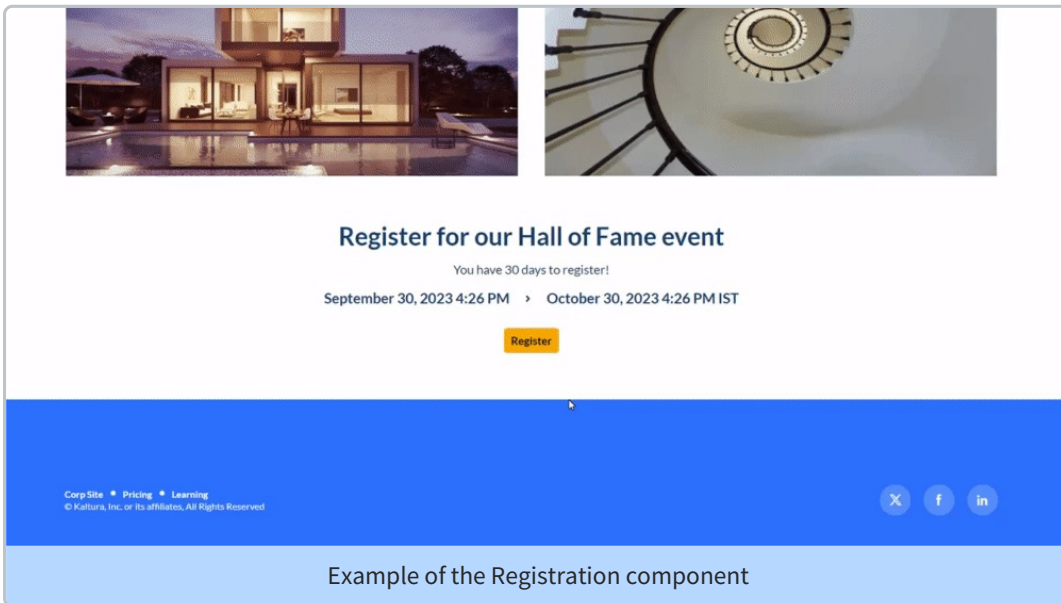 Register for our Hall of Fame event
You have 30 days to register!
September 30, 2023 4:26 PM › October 30, 2023 4:26 PM IST
Register
Corp Site • Pricing • Learning
© Kaltura, Inc. or its affiliates, All Rights Reserved
X f in
Example of the Registration component